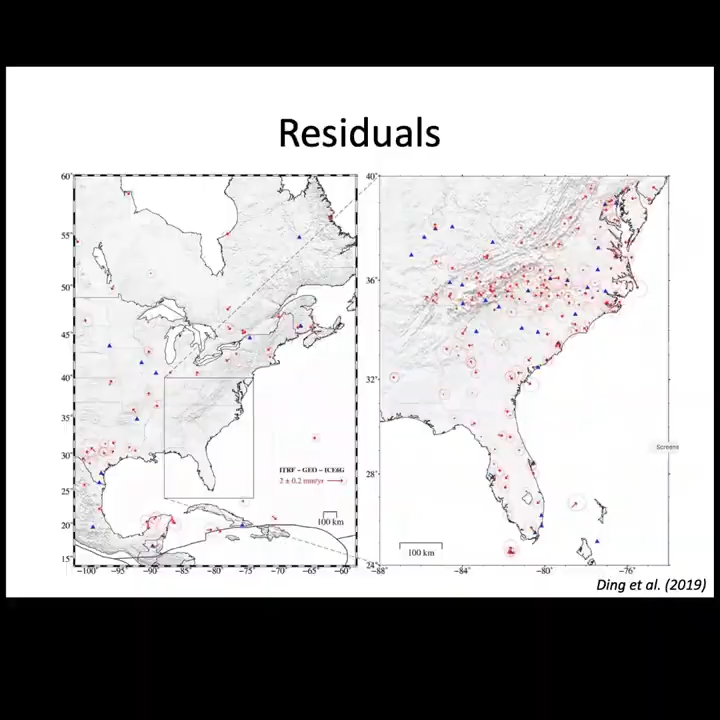 Residuals
60
55
50
45
40
35
30
25
20
15
−100 −95 −90 −85 −80 −75 −70 −65 −60
ITRF − GEO − ICE6G
2 ± 0.2 mm/yr
100 km
40
36
32
28
24
−88 −84 −80 −76
100 km
Screens
Ding et al. (2019)